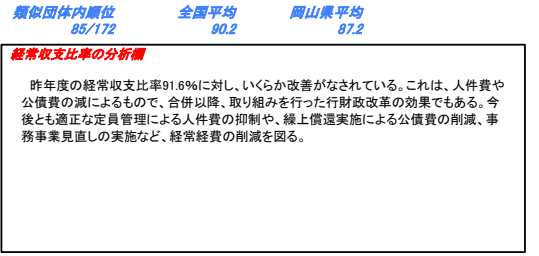 類似団体内順位 全国平均 岡山県平均
85/172 90.2 87.2
経常収支比率の分析欄
昨年度の経常収支比率91.6%に対し、いくらか改善がなされている。これは、人件費や
公債費の減によるもので、合併以降、取り組みを行った行財政改革の効果でもある。今
後とも適正な定員管理による人件費の抑制や、繰上償還実施による公債費の削減、事
務事業見直しの実施など、経常経費の削減を図る。